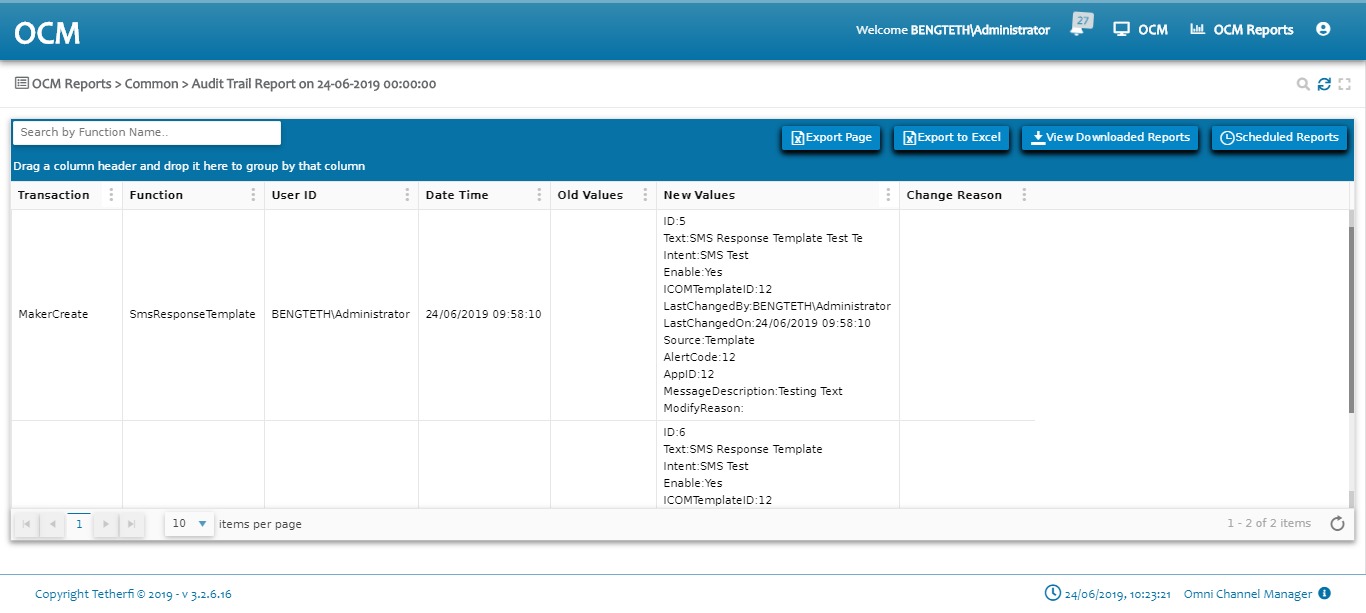 OCM
Welcome BENGTETH\Administrator
27
OCM
OCM Reports
OCM Reports > Common > Audit Trail Report on 24-06-2019 00:00:00
Search by Function Name..
Export Page
Export to Excel
View Downloaded Reports
Scheduled Reports
Drag a column header and drop it here to group by that column
Transaction Function User ID Date Time Old Values New Values Change Reason
MakerCreate SmsResponseTemplate BENGTETH\Administrator 24/06/2019 09:58:10
ID:5
Text:SMS Response Template Test Te
Intent:SMS Test
Enable:Yes
ICOMTemplateID:12
LastChangedBy:BENGTETH\Administrator
LastChangedOn:24/06/2019 09:58:10
Source:Template
AlertCode:12
AppID:12
MessageDescription:Testing Text
ModifyReason:
ID:6
Text:SMS Response Template
Intent:SMS Test
Enable:Yes
ICOMTemplateID:12
1
10
items per page
1 - 2 of 2 items
Copyright Tetherfi © 2019 - v 3.2.6.16
24/06/2019, 10:23:21
Omni Channel Manager